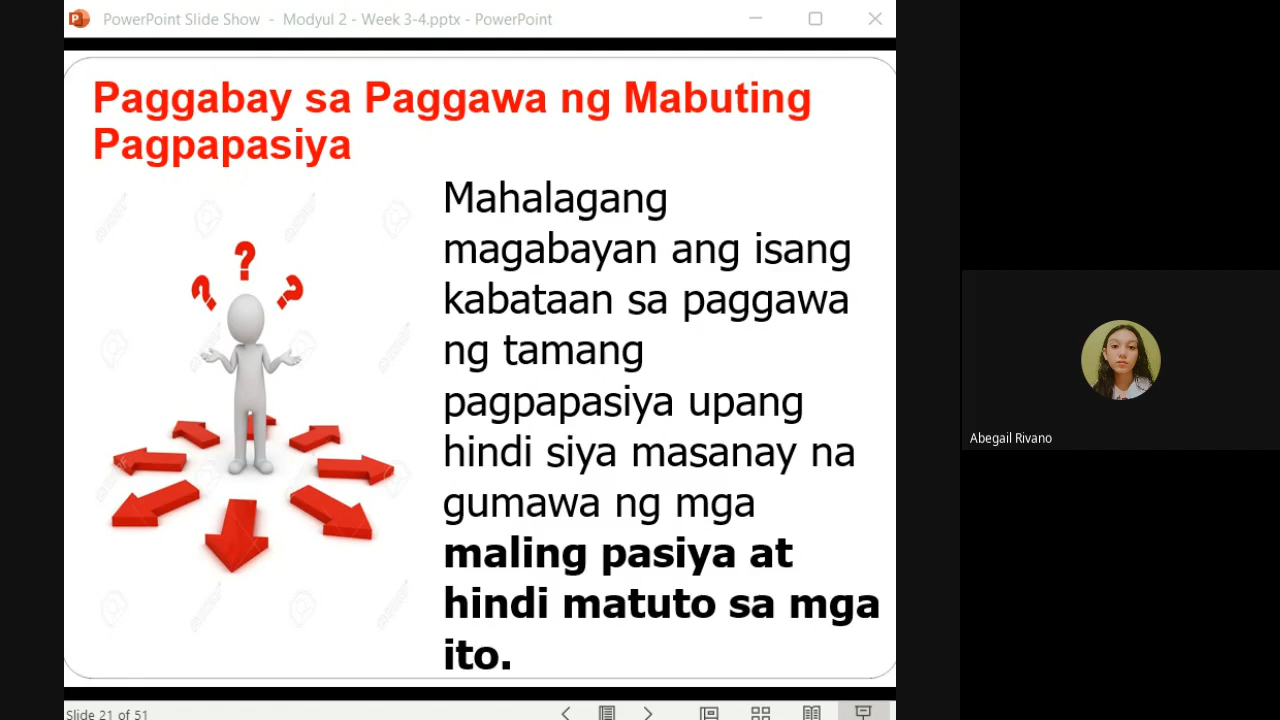 PowerPoint Slide Show - Modyul 2 - Week 3-4.pptx - PowerPoint
Paggabay sa Paggawa ng Mabuting
Pagpapasiya
Mahalagang
magabayan ang isang
kabataan sa paggawa
ng tamang
pagpapasiya upang
hindi siya masanay na
gumawa ng mga
maling pasiya at
hindi matuto sa mga
ito.
? ? ?
Abegail Rivano
Slide 21 of 51